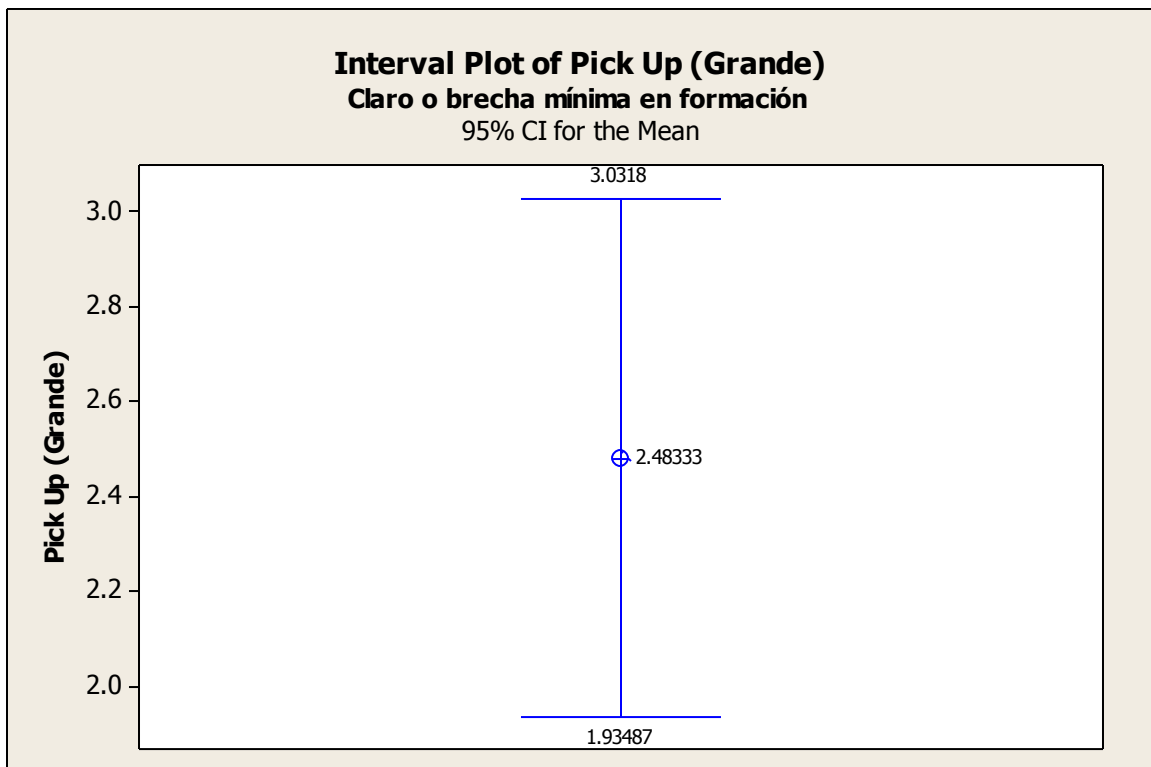 Interval Plot of Pick Up (Grande)
Claro o brecha mínima en formación
95% CI for the Mean
3.0318
3.0
2.8
2.6
2.48333
2.4
2.2
2.0
1.93487
Pick Up (Grande)